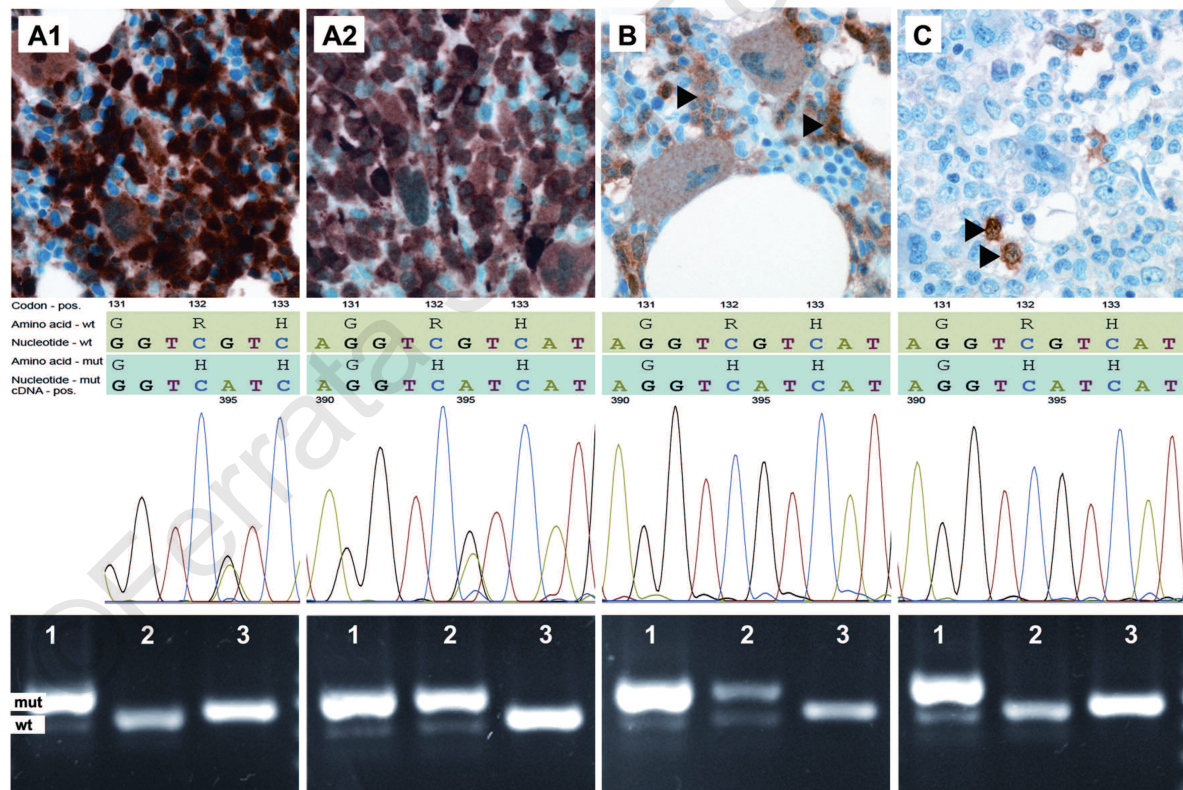 A1 A2 B C
Codon - pos. 131 132 133 131 132 133 131 132 133 131 132 133
Amino acid - wt G R H G R H G R H G R H
Nucleotide - wt G G T C G T C A G G T C G T C A T A G G T C G T C A T A G G T C G T C A T
Amino acid - mut G H H G H H G H H G H H
Nucleotide - mut G G T C A T C A G G T C A T C A T A G G T C A T C A T A G G T C A T C A T
cDNA - pos. 395 390 395 390 395 390 395
1 2 3 1 2 3 1 2 3 1 2 3
mut
wt
©Ferrata